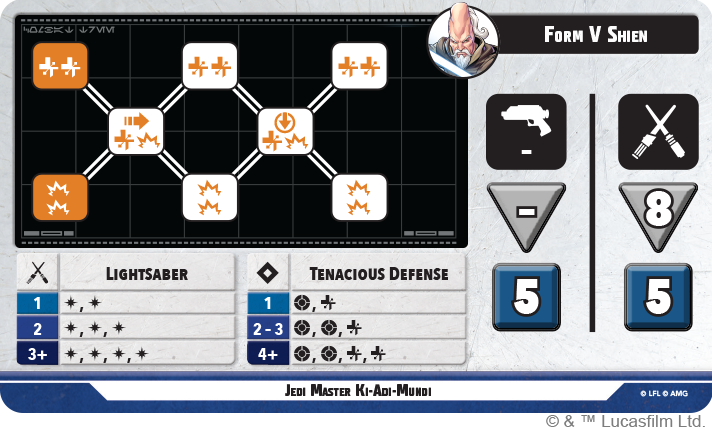 Form V Shien
-
-
8
5
5
Lightsaber
1 , 
2 , , 
3+ , , , 
Tenacious Defense
1 , 
2 - 3 , , 
4+ , , , 
Jedi Master Ki-Adi-Mundi
© LFL © AMG
© & ™ Lucasfilm Ltd.